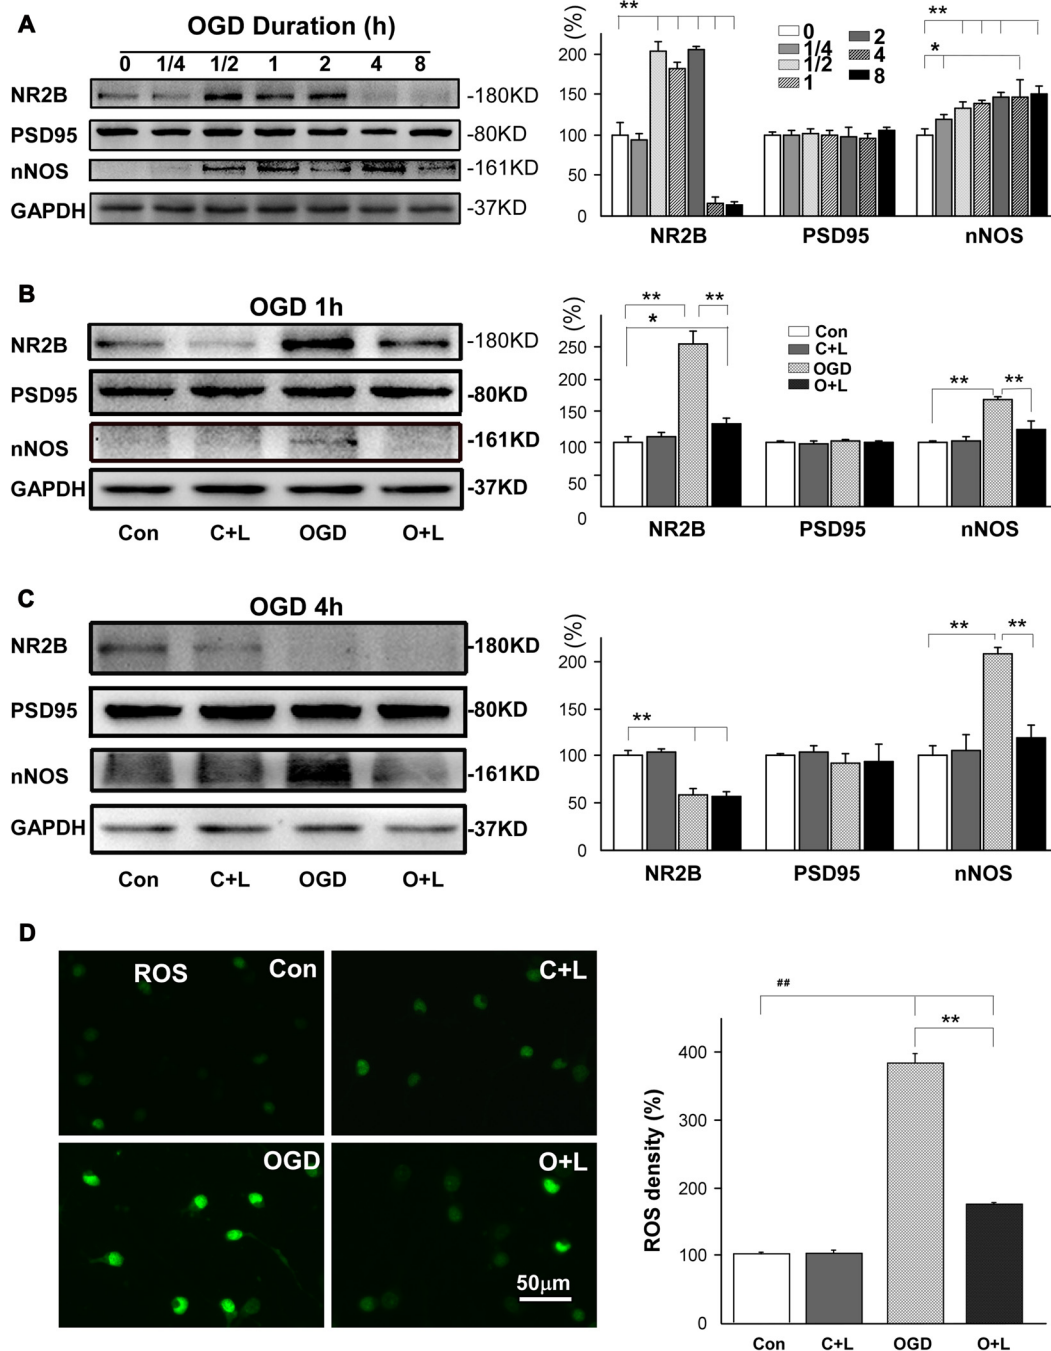 A
OGD Duration (h)
0 1/4 1/2 1 2 4 8
NR2B -180KD
PSD95 -80KD
nNOS -161KD
GAPDH -37KD
(%)
200
150
100
50
0
**
0
1/4
1/2
1
2
4
8
**
*
NR2B PSD95 nNOS
B
OGD 1h
NR2B -180KD
PSD95 -80KD
nNOS -161KD
GAPDH -37KD
Con C+L OGD O+L
(%)
250
200
150
100
50
0
** **
*
Con
C+L
OGD
O+L
** **
NR2B PSD95 nNOS
C
OGD 4h
NR2B -180KD
PSD95 -80KD
nNOS -161KD
GAPDH -37KD
Con C+L OGD O+L
(%)
200
150
100
50
0
**
** **
NR2B PSD95 nNOS
D
ROS Con
C+L
OGD
O+L
50μm
ROS density (%)
400
300
200
100
0
##
**
Con C+L OGD O+L